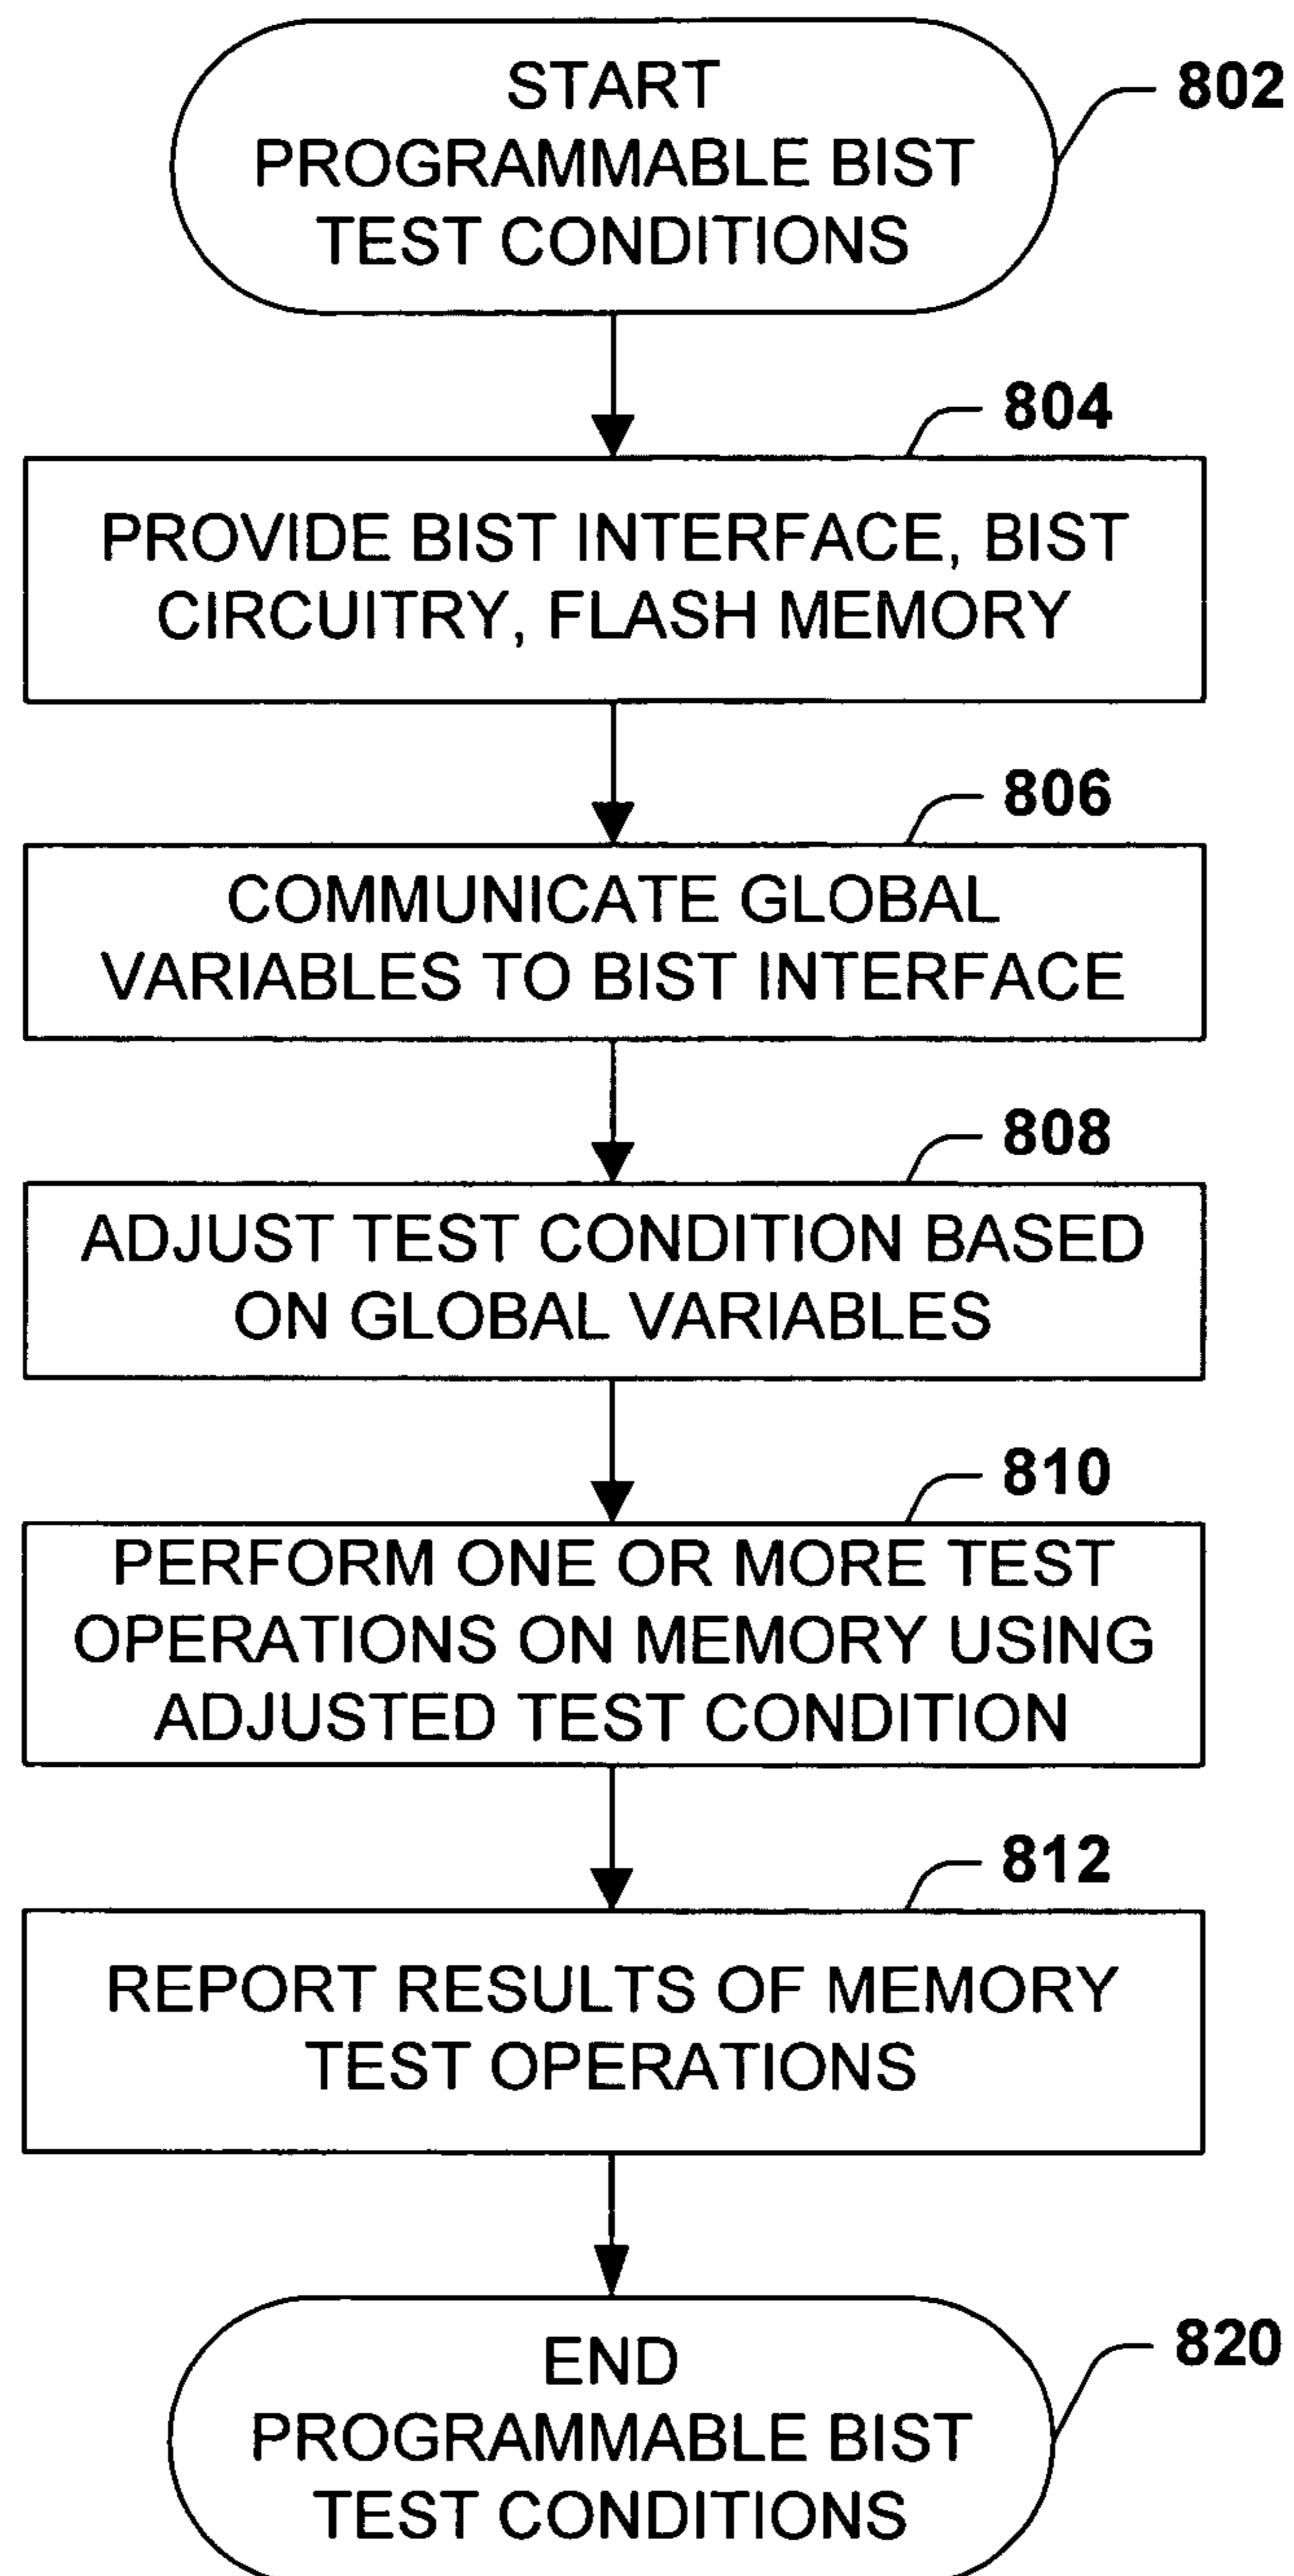 START
PROGRAMMABLE BIST
TEST CONDITIONS
802
804
PROVIDE BIST INTERFACE, BIST
CIRCUITRY, FLASH MEMORY
806
COMMUNICATE GLOBAL
VARIABLES TO BIST INTERFACE
808
ADJUST TEST CONDITION BASED
ON GLOBAL VARIABLES
810
PERFORM ONE OR MORE TEST
OPERATIONS ON MEMORY USING
ADJUSTED TEST CONDITION
812
REPORT RESULTS OF MEMORY
TEST OPERATIONS
END
PROGRAMMABLE BIST
TEST CONDITIONS
820